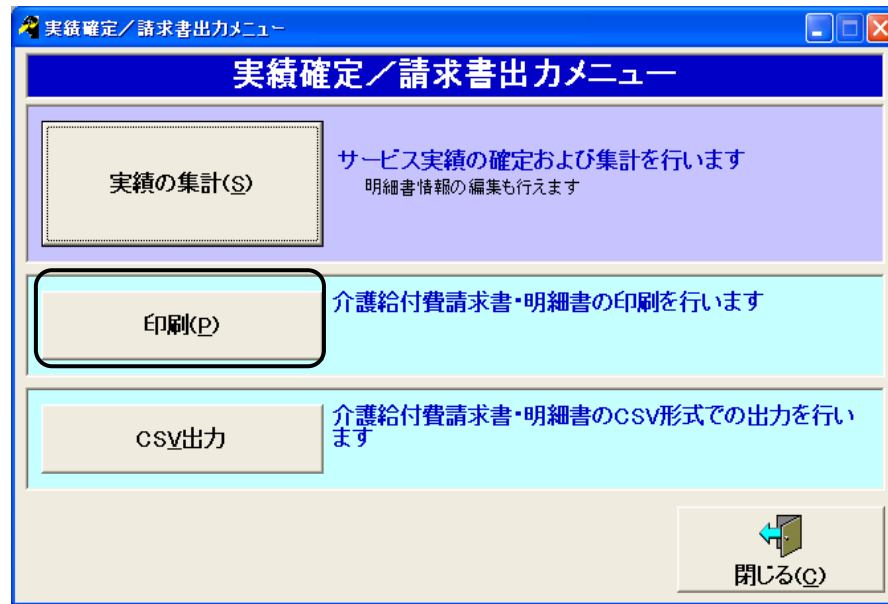 実績確定／請求書出力メニュー
実績確定／請求書出力メニュー
実績の集計(S)
サービス実績の確定および集計を行います
明細書情報の編集も行えます
印刷(P)
介護給付費請求書・明細書の印刷を行います
CSV出力
介護給付費請求書・明細書のCSV形式での出力を行い
ます
閉じる(C)